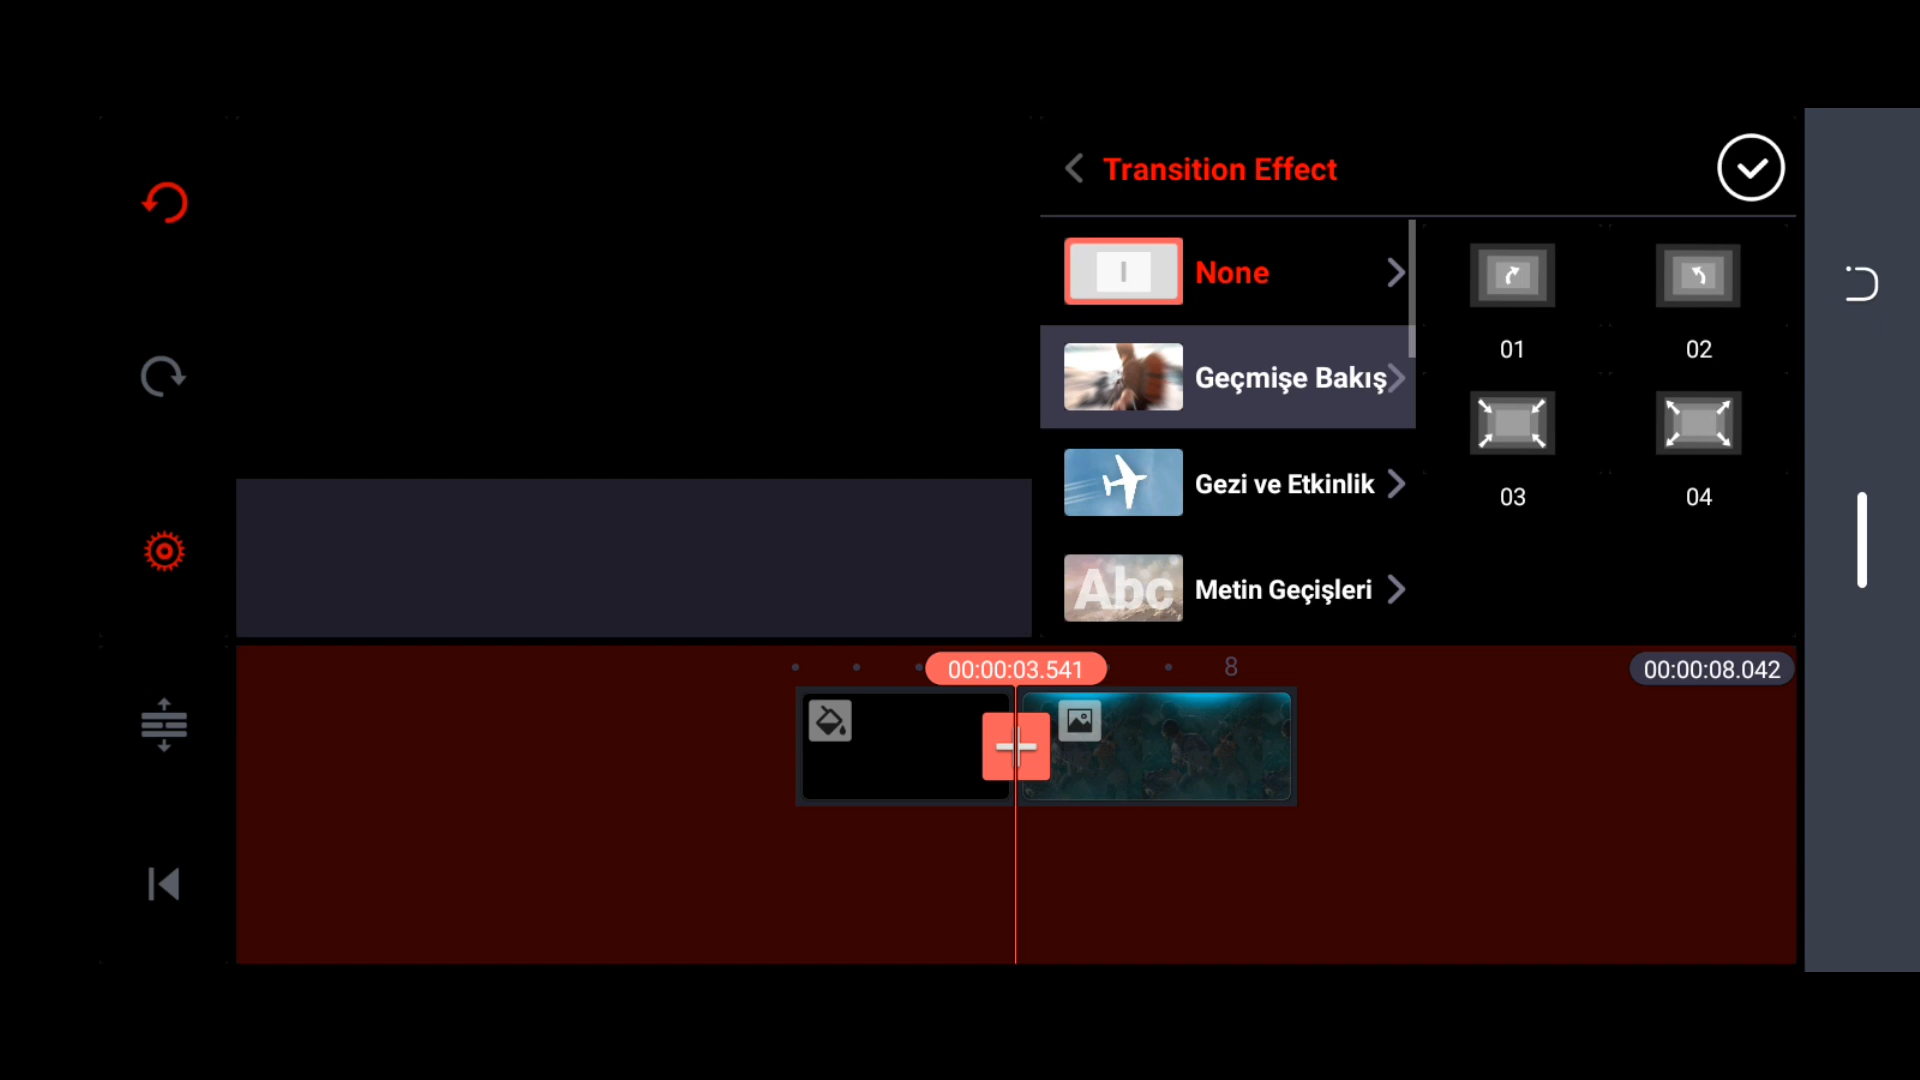 Transition Effect
None
Geçmişe Bakış
Gezi ve Etkinlik
Abc
Metin Geçişleri
01
02
03
04
00:00:03.541
8
00:00:08.042